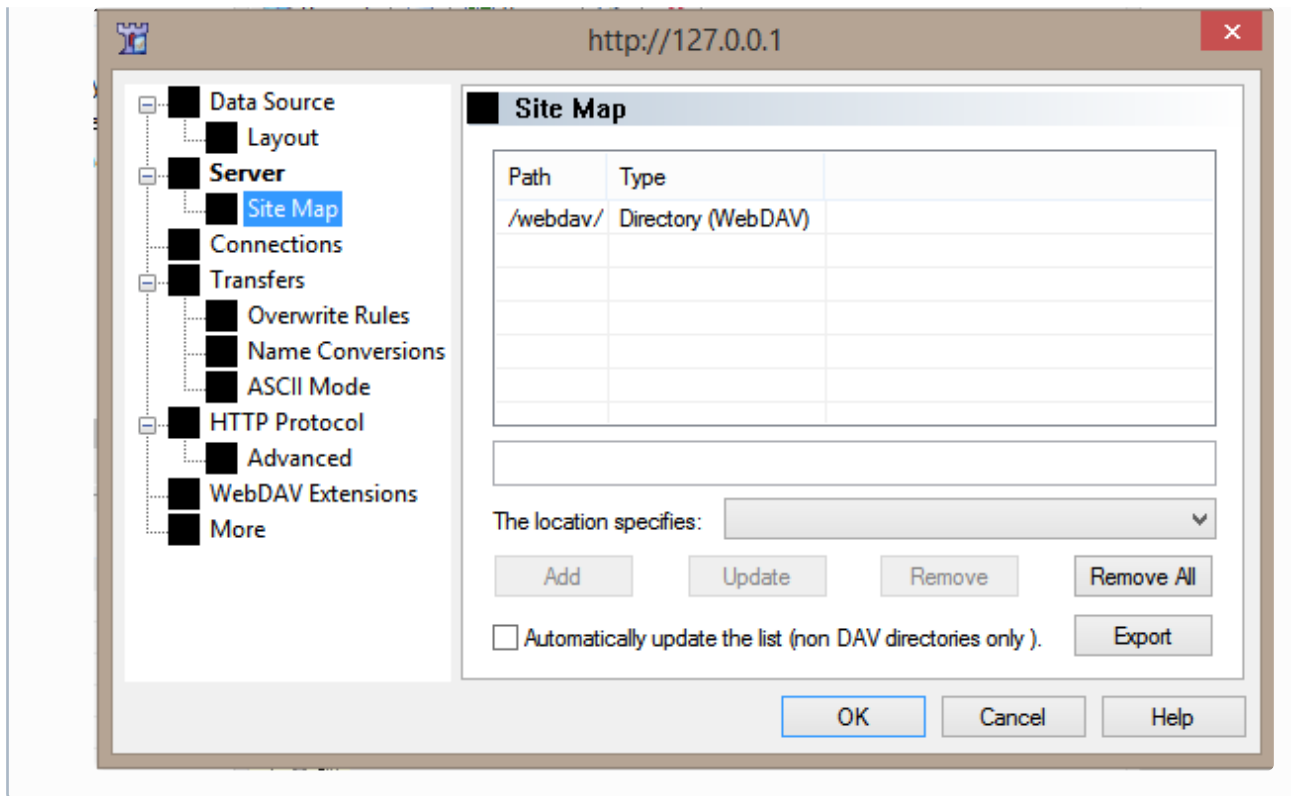 http://127.0.0.1
Data Source
Layout
Server
Site Map
Connections
Transfers
Overwrite Rules
Name Conversions
ASCII Mode
HTTP Protocol
Advanced
WebDAV Extensions
More
Site Map
Path Type
/webdav/ Directory (WebDAV)
The location specifies:
Add Update Remove Remove All
Automatically update the list (non DAV directories only ). Export
OK Cancel Help